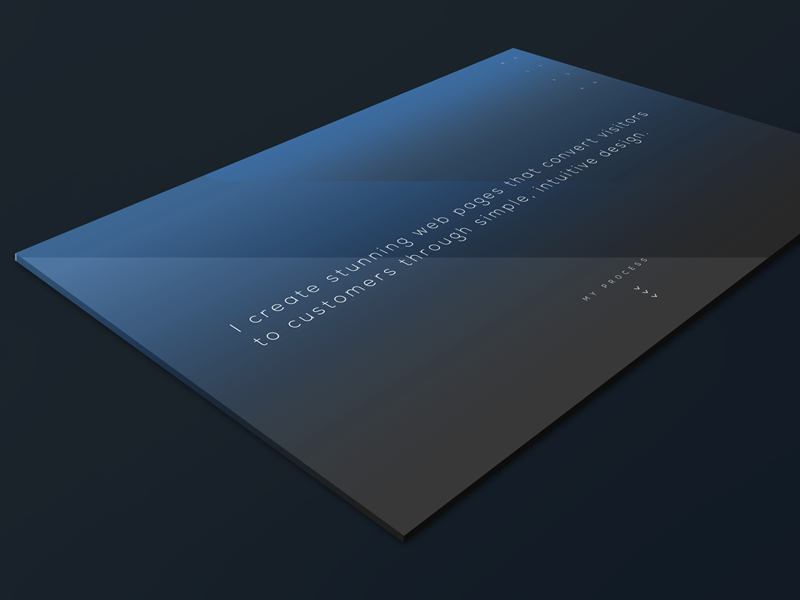 I create stunning web pages that convert visitors
to customers through simple, intuitive design.
MY PROCESS